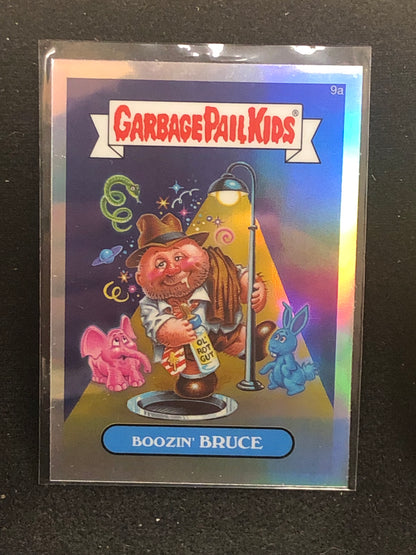 9a
GARBAGE PAIL KIDS®
OL'
ROT
GUT
BOOZIN' BRUCE